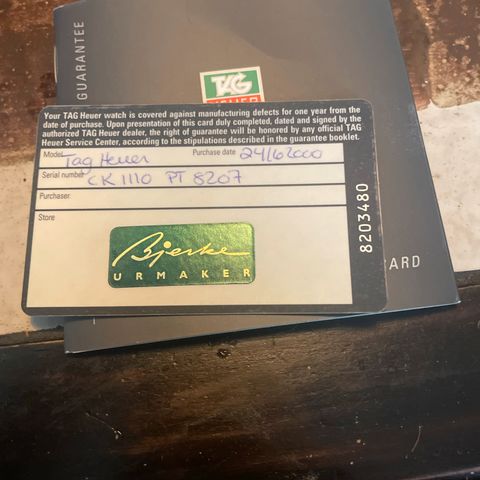 GUARANTEE
TAG
HEUER
Your TAG Heuer watch is covered against manufacturing defects for one year from the
date of purchase. Upon presentation of this card duly completed, dated and signed by the
authorized TAG Heuer dealer, the right of guarantee will be honored by any official TAG
Heuer Service Center, according to the stipulations described in the guarantee booklet.
Model Tag Heuer Purchase date 24/6 2000
Serial number CK 1110 PT 8207
Purchaser
Store
Bjerke
URMAKER
8203480
CARD